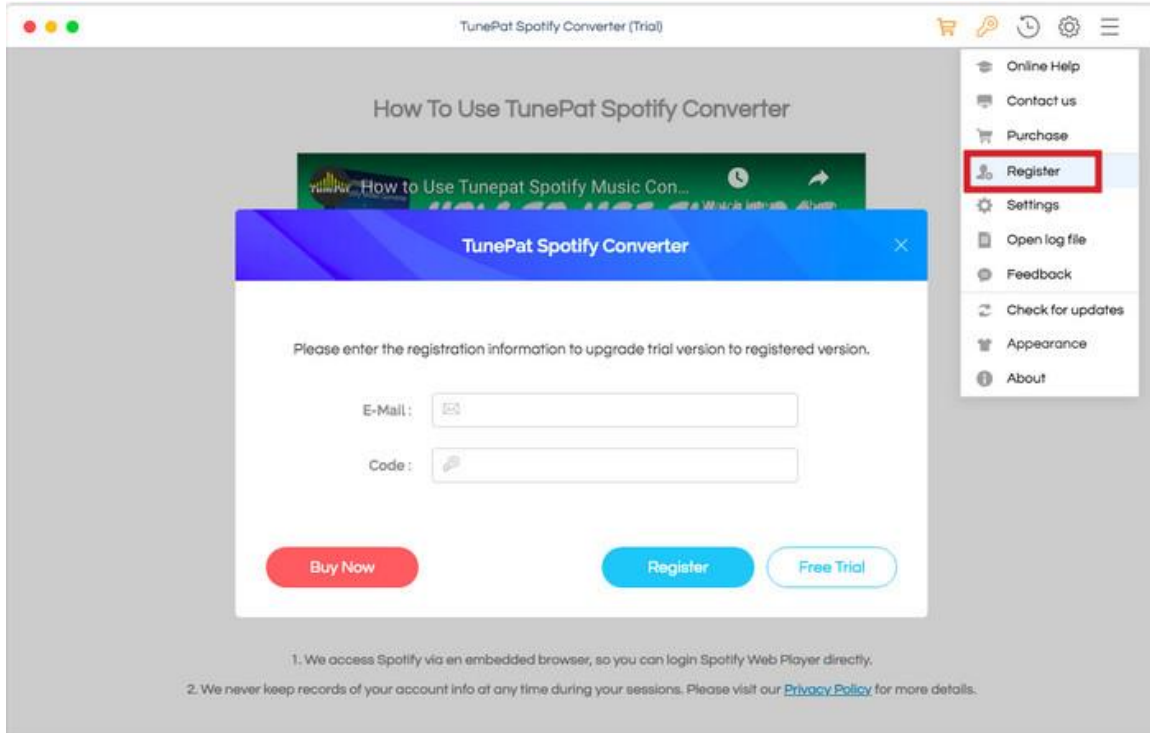 TunePat Spotify Converter (Trial)
Online Help
Contact us
Purchase
Register
Settings
Open log file
Feedback
Check for updates
Appearance
About
How To Use TunePat Spotify Converter
How to Use Tunepat Spotify Music Con...
TunePat Spotify Converter
Please enter the registration information to upgrade trial version to registered version.
E-Mail :
Code :
Buy Now
Register
Free Trial
1. We access Spotify via en embedded browser, so you can login Spotify Web Player directly.
2. We never keep records of your account info at any time during your sessions. Please visit our Privacy Policy for more details.